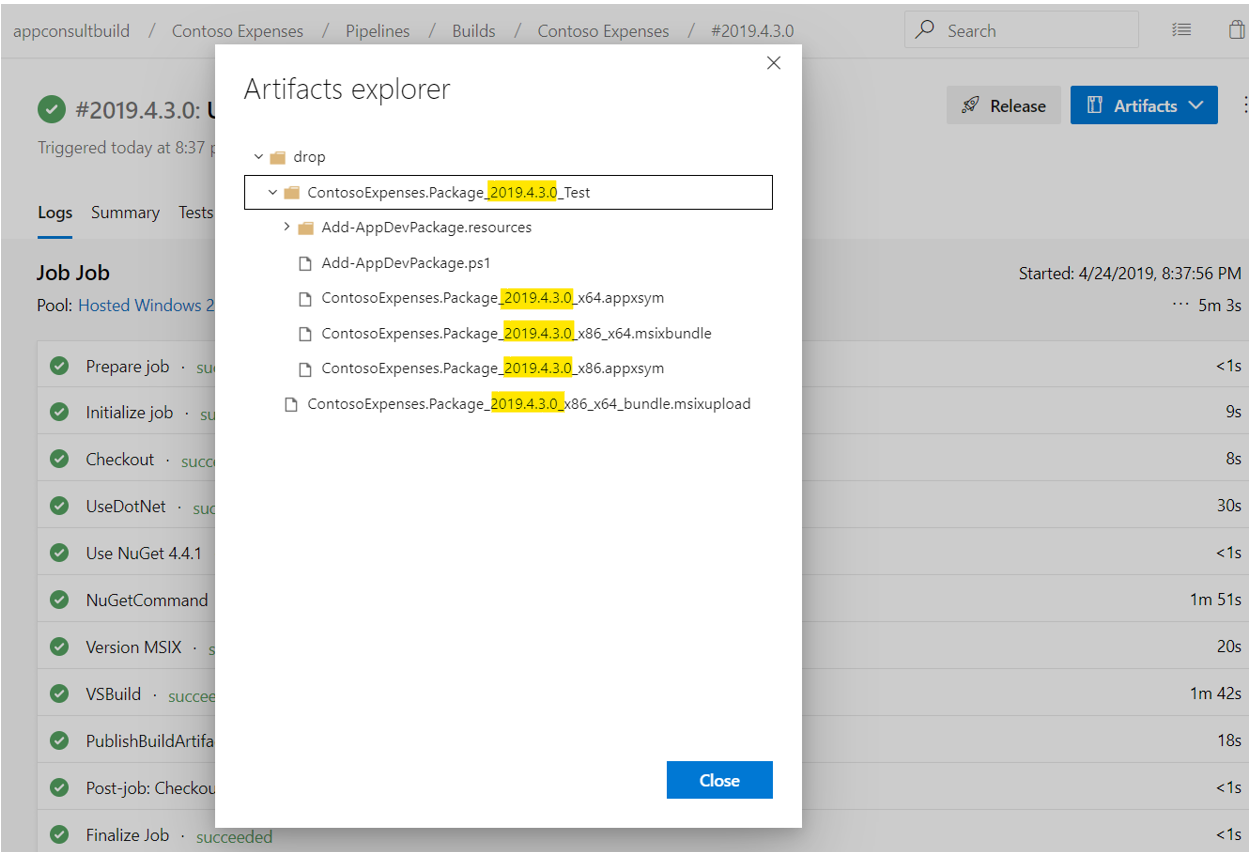 appconsultbuild / Contoso Expenses / Pipelines / Builds / Contoso Expenses / #2019.4.3.0 Search
Artifacts explorer
#2019.4.3.0:
Release Artifacts
Triggered today at 8:37
drop
ContosoExpenses.Package_2019.4.3.0_Test
Logs Summary Tests
Add-AppDevPackage.resources
Add-AppDevPackage.ps1
Job Job
Started: 4/24/2019, 8:37:56 PM
ContosoExpenses.Package_2019.4.3.0_x64.appxsym
Pool: Hosted Windows 2
··· 5m 3s
ContosoExpenses.Package_2019.4.3.0_x86_x64.msixbundle
ContosoExpenses.Package_2019.4.3.0_x86.appxsym
Prepare job · su <1s
ContosoExpenses.Package_2019.4.3.0_x86_x64_bundle.msixupload
Initialize job · su 9s
Checkout · succ 8s
UseDotNet · suc 30s
Use NuGet 4.4.1 <1s
NuGetCommand 1m 51s
Version MSIX · s 20s
VSBuild · succee 1m 42s
PublishBuildArtifa 18s
Close
Post-job: Checkou <1s
Finalize Job · succeeded <1s